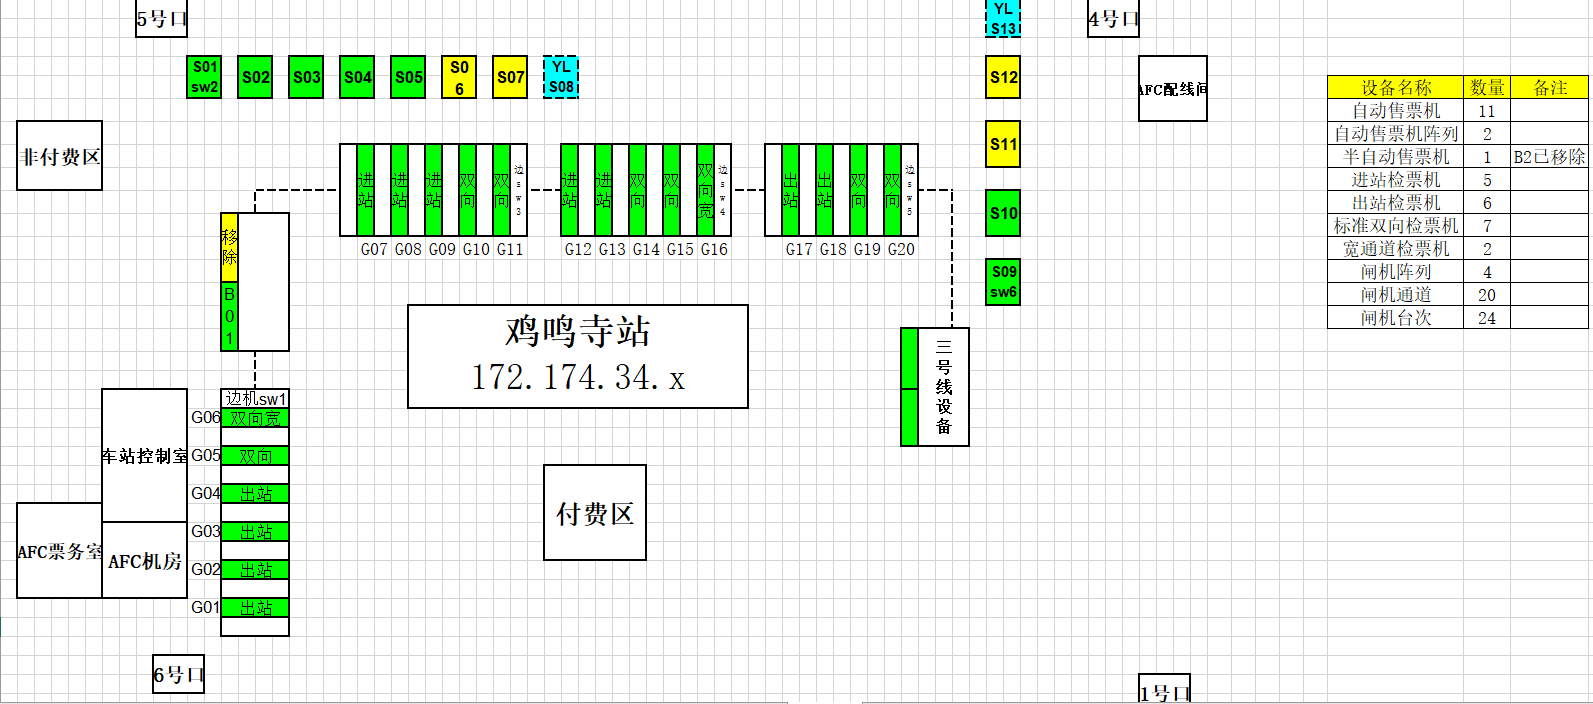 5号口
YL
S13
4号口
S01
sw2
S02
S03
S04
S05
S0
6
S07
YL
S08
S12
AFC配线间
设备名称 数量 备注
自动售票机 11
自动售票机阵列 2
半自动售票机 1 B2已移除
进站检票机 5
出站检票机 6
标准双向检票机 7
宽通道检票机 2
闸机阵列 4
闸机通道 20
闸机台次 24
非付费区
S11
进站
进站
进站
双向
双向
边sw3
进站
进站
双向
双向
双向宽
边sw4
出站
出站
双向
双向
边sw5
G07 G08 G09 G10 G11
G12 G13 G14 G15 G16
G17 G18 G19 G20
S10
S09
sw6
移除
B01
鸡鸣寺站
172.174.34.x
三号线设备
边机sw1
G06 双向宽
G05 双向
G04 出站
G03 出站
G02 出站
G01 出站
车站控制室
AFC票务室
AFC机房
付费区
6号口
1号口